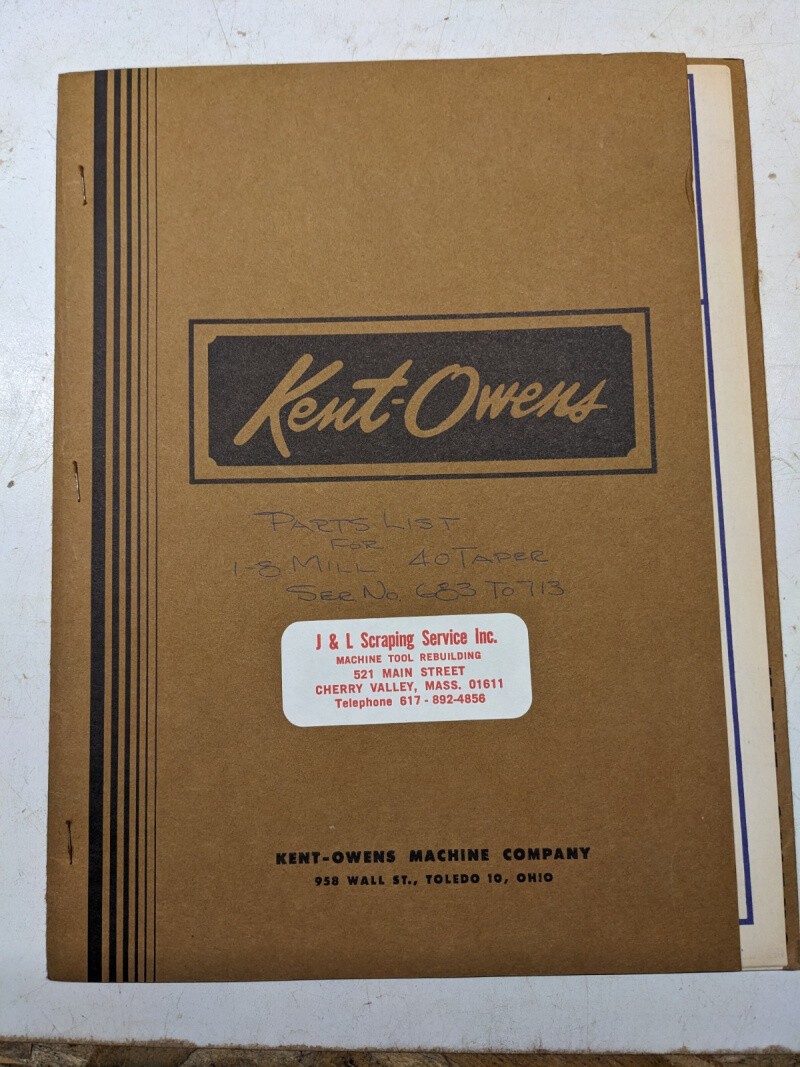 Kent-Owens
PARTS LIST
FOR
1-8 MILL 40 TAPER
SER NO. 683 TO 713
J & L Scraping Service Inc.
MACHINE TOOL REBUILDING
521 MAIN STREET
CHERRY VALLEY, MASS. 01611
Telephone 617 - 892-4856
KENT-OWENS MACHINE COMPANY
958 WALL ST., TOLEDO 10, OHIO